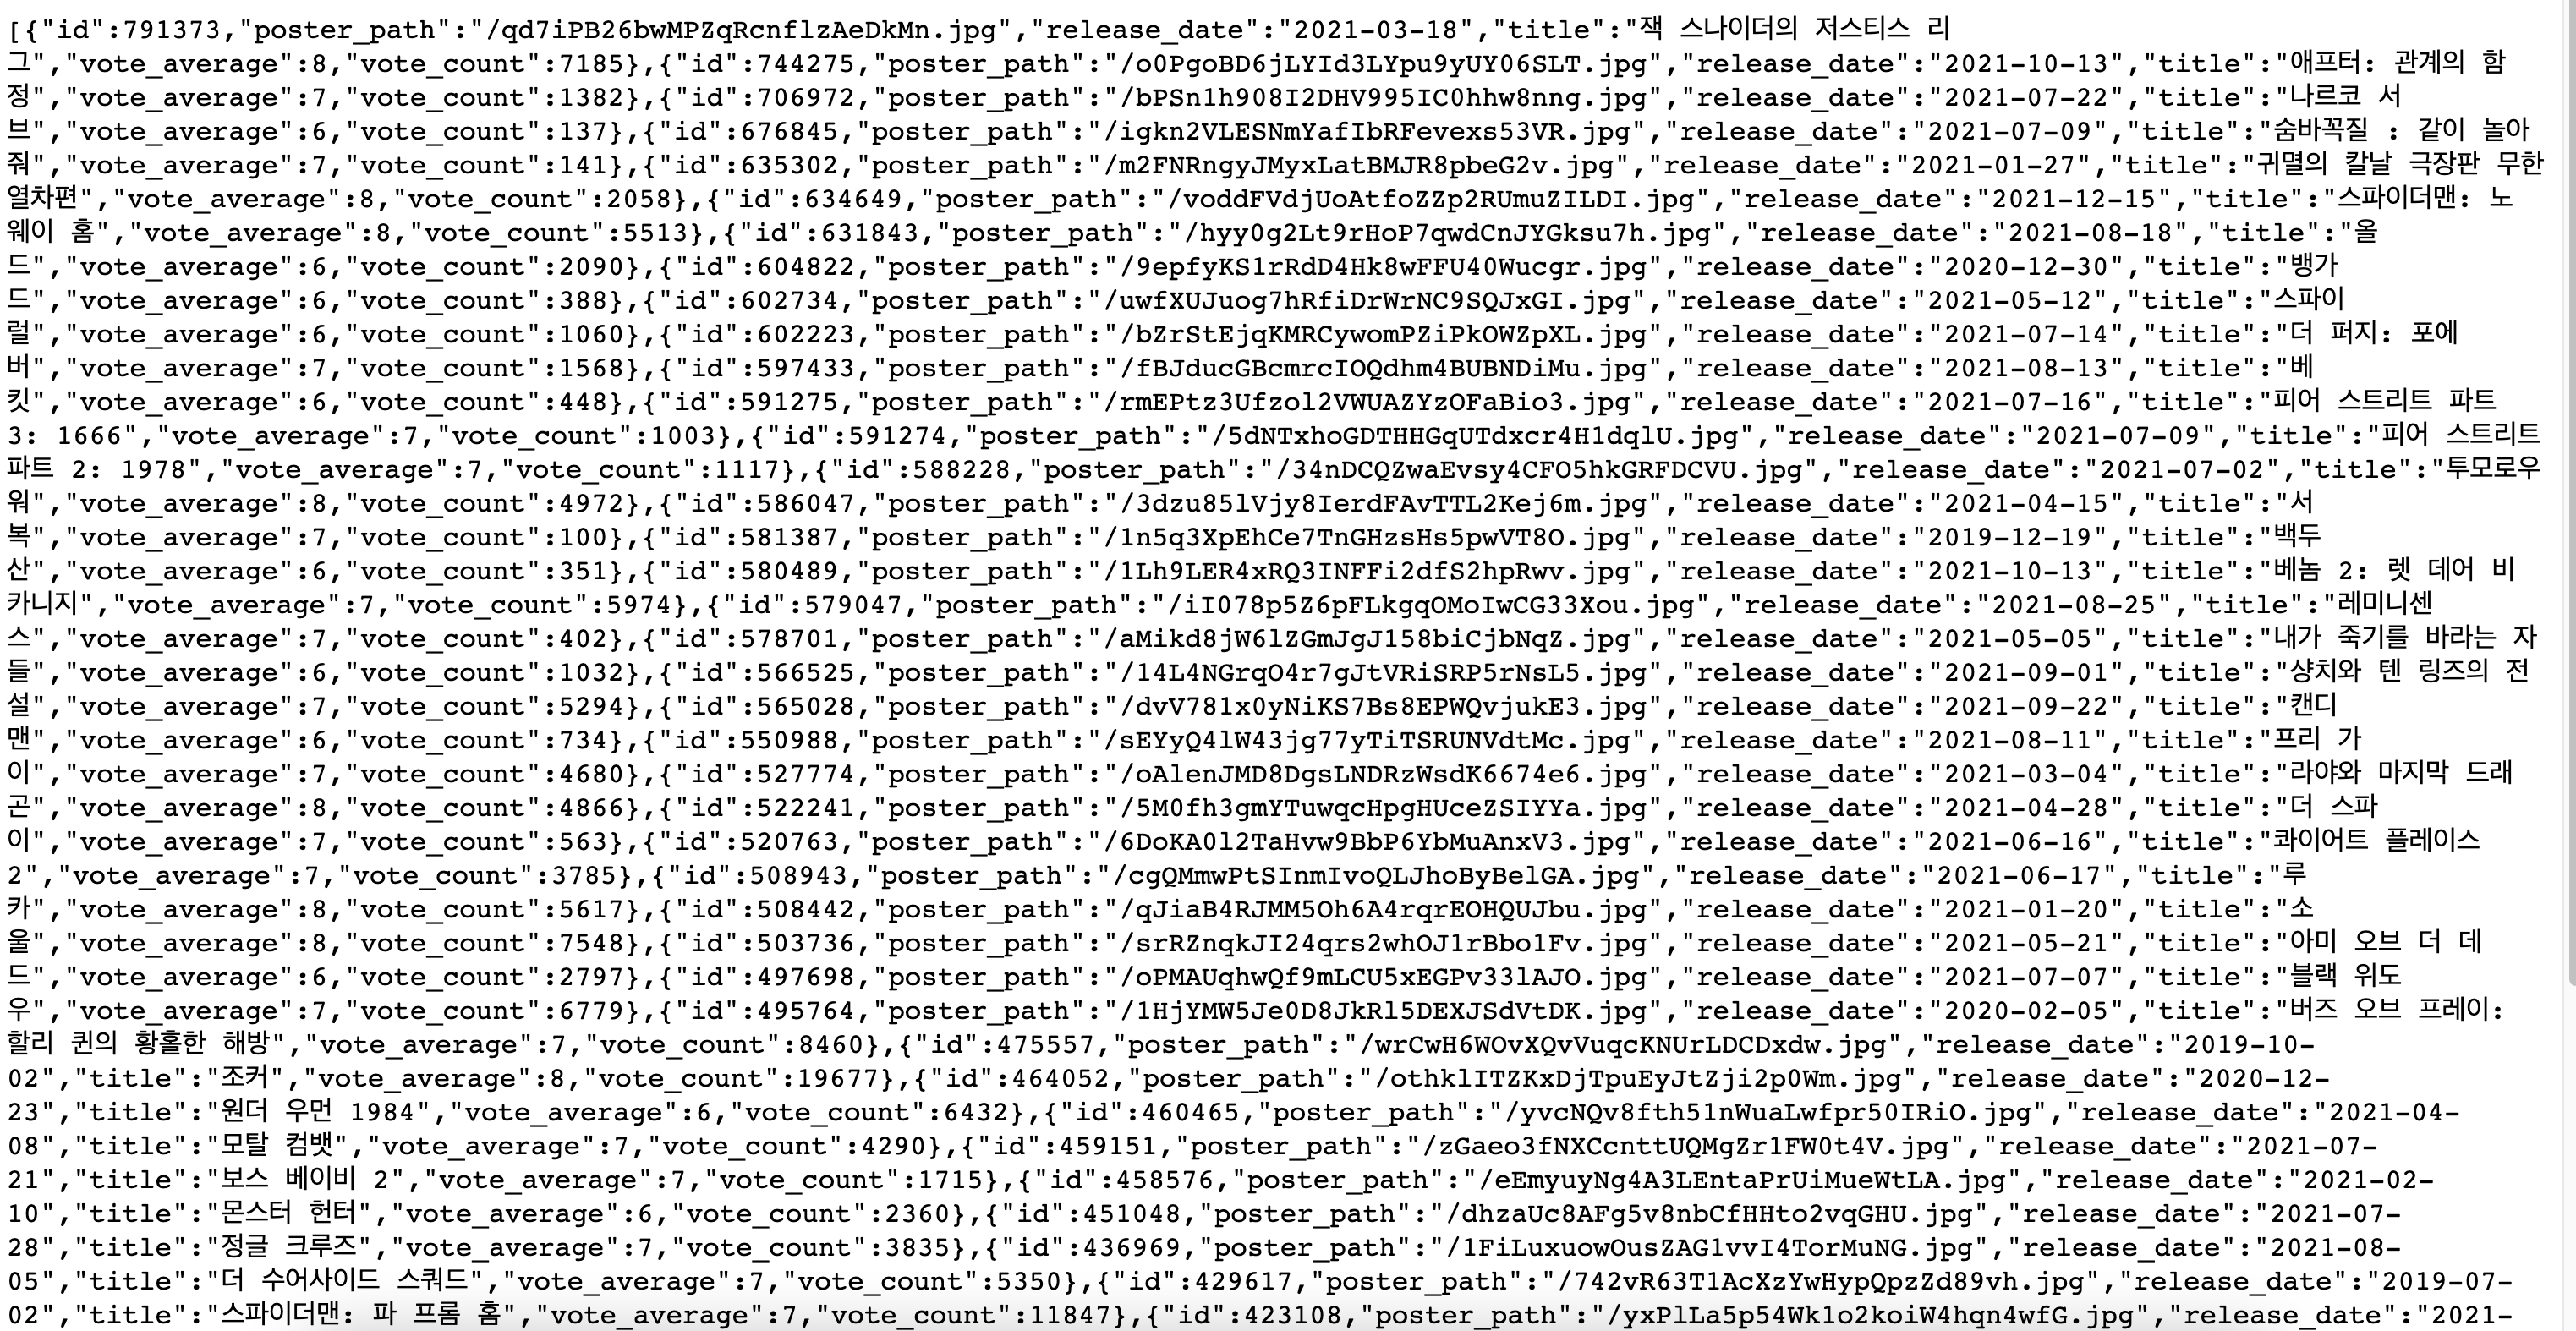 [{"id":791373,"poster_path":"/qd7iPB26bwMPZqRcnflzAeDkMn.jpg","release_date":"2021-03-18","title":"잭 스나이더의 저스티스 리
그","vote_average":8,"vote_count":7185},{"id":744275,"poster_path":"/o0PgoBD6jLYId3LYpu9yUY06SLT.jpg","release_date":"2021-10-13","title":"애프터: 관계의 함
정","vote_average":7,"vote_count":1382},{"id":706972,"poster_path":"/bPSn1h908I2DHV995IC0hhw8nng.jpg","release_date":"2021-07-22","title":"나르코 서
브","vote_average":6,"vote_count":137},{"id":676845,"poster_path":"/igkn2VLESNmYafIbRFevexs53VR.jpg","release_date":"2021-07-09","title":"숨바꼭질 : 같이 놀아
줘","vote_average":7,"vote_count":141},{"id":635302,"poster_path":"/m2FNRngyJMyxLatBMJR8pbeG2v.jpg","release_date":"2021-01-27","title":"귀멸의 칼날 극장판 무한
열차편","vote_average":8,"vote_count":2058},{"id":634649,"poster_path":"/voddFVdjUoAtfoZZp2RUmuZILDI.jpg","release_date":"2021-12-15","title":"스파이더맨: 노
웨이 홈","vote_average":8,"vote_count":5513},{"id":631843,"poster_path":"/hyy0g2Lt9rHoP7qwdCnJYGksu7h.jpg","release_date":"2021-08-18","title":"올
드","vote_average":6,"vote_count":2090},{"id":604822,"poster_path":"/9epfyKS1rRdD4Hk8wFFU40Wucgr.jpg","release_date":"2020-12-30","title":"뱅가
드","vote_average":6,"vote_count":388},{"id":602734,"poster_path":"/uwfXUJuog7hRfiDrWrNC9SQJxGI.jpg","release_date":"2021-05-12","title":"스파이
럴","vote_average":6,"vote_count":1060},{"id":602223,"poster_path":"/bZrStEjqKMRCywomPZiPkOWZpXL.jpg","release_date":"2021-07-14","title":"더 퍼지: 포에
버","vote_average":7,"vote_count":1568},{"id":597433,"poster_path":"/fBJducGBcmrcIOQdhm4BUBNDiMu.jpg","release_date":"2021-08-13","title":"베
킷","vote_average":6,"vote_count":448},{"id":591275,"poster_path":"/rmEPtz3Ufzol2VWUAZYzOFaBio3.jpg","release_date":"2021-07-16","title":"피어 스트리트 파트
3: 1666","vote_average":7,"vote_count":1003},{"id":591274,"poster_path":"/5dNTxhoGDTHHGqUTdxcr4H1dqlU.jpg","release_date":"2021-07-09","title":"피어 스트리트
파트 2: 1978","vote_average":7,"vote_count":1117},{"id":588228,"poster_path":"/34nDCQZwaEvsy4CFO5hkGRFDCVU.jpg","release_date":"2021-07-02","title":"투모로우
워","vote_average":8,"vote_count":4972},{"id":586047,"poster_path":"/3dzu85lVjy8IerdFAvTTL2Kej6m.jpg","release_date":"2021-04-15","title":"서
복","vote_average":7,"vote_count":100},{"id":581387,"poster_path":"/1n5q3XpEhCe7TnGHzsHs5pwVT8O.jpg","release_date":"2019-12-19","title":"백두
산","vote_average":6,"vote_count":351},{"id":580489,"poster_path":"/1Lh9LER4xRQ3INFFi2dfS2hpRwv.jpg","release_date":"2021-10-13","title":"베놈 2: 렛 데어 비
카니지","vote_average":7,"vote_count":5974},{"id":579047,"poster_path":"/iI078p5Z6pFLkgqOMoIwCG33Xou.jpg","release_date":"2021-08-25","title":"레미니센
스","vote_average":7,"vote_count":402},{"id":578701,"poster_path":"/aMikd8jW6lZGmJgJ158biCjbNqZ.jpg","release_date":"2021-05-05","title":"내가 죽기를 바라는 자
들","vote_average":6,"vote_count":1032},{"id":566525,"poster_path":"/14L4NGrqO4r7gJtVRiSRP5rNsL5.jpg","release_date":"2021-09-01","title":"샹치와 텐 링즈의 전
설","vote_average":7,"vote_count":5294},{"id":565028,"poster_path":"/dvV781x0yNiKS7Bs8EPWQvjukE3.jpg","release_date":"2021-09-22","title":"캔디
맨","vote_average":6,"vote_count":734},{"id":550988,"poster_path":"/sEYyQ4lW43jg77yTiTSRUNVdtMc.jpg","release_date":"2021-08-11","title":"프리 가
이","vote_average":7,"vote_count":4680},{"id":527774,"poster_path":"/oAlenJMD8DgsLNDRzWsdK6674e6.jpg","release_date":"2021-03-04","title":"라야와 마지막 드래
곤","vote_average":8,"vote_count":4866},{"id":522241,"poster_path":"/5M0fh3gmYTuwqcHpgHUceZSIYYa.jpg","release_date":"2021-04-28","title":"더 스파
이","vote_average":7,"vote_count":563},{"id":520763,"poster_path":"/6DoKA0l2TaHvw9BbP6YbMuAnxV3.jpg","release_date":"2021-06-16","title":"콰이어트 플레이스
2","vote_average":7,"vote_count":3785},{"id":508943,"poster_path":"/cgQMmwPtSInmIvoQLJhoByBelGA.jpg","release_date":"2021-06-17","title":"루
카","vote_average":8,"vote_count":5617},{"id":508442,"poster_path":"/qJiaB4RJMM5Oh6A4rqrEOHQUJbu.jpg","release_date":"2021-01-20","title":"소
울","vote_average":8,"vote_count":7548},{"id":503736,"poster_path":"/srRZnqkJI24qrs2whOJ1rBbo1Fv.jpg","release_date":"2021-05-21","title":"아미 오브 더 데
드","vote_average":6,"vote_count":2797},{"id":497698,"poster_path":"/oPMAUqhwQf9mLCU5xEGPv33lAJO.jpg","release_date":"2021-07-07","title":"블랙 위도
우","vote_average":7,"vote_count":6779},{"id":495764,"poster_path":"/1HjYMW5Je0D8JkRl5DEXJSdVtDK.jpg","release_date":"2020-02-05","title":"버즈 오브 프레이:
할리 퀸의 황홀한 해방","vote_average":7,"vote_count":8460},{"id":475557,"poster_path":"/wrCwH6WOvXQvVuqcKNUrLDCDxdw.jpg","release_date":"2019-10-
02","title":"조커","vote_average":8,"vote_count":19677},{"id":464052,"poster_path":"/othklITZKxDjTpuEyJtZji2p0Wm.jpg","release_date":"2020-12-
23","title":"원더 우먼 1984","vote_average":6,"vote_count":6432},{"id":460465,"poster_path":"/yvcNQv8fth51nWuaLwfpr50IRiO.jpg","release_date":"2021-04-
08","title":"모탈 컴뱃","vote_average":7,"vote_count":4290},{"id":459151,"poster_path":"/zGaeo3fNXCcnttUQMgZr1FW0t4V.jpg","release_date":"2021-07-
21","title":"보스 베이비 2","vote_average":7,"vote_count":1715},{"id":458576,"poster_path":"/eEmyuyNg4A3LEntaPrUiMueWtLA.jpg","release_date":"2021-02-
10","title":"몬스터 헌터","vote_average":6,"vote_count":2360},{"id":451048,"poster_path":"/dhzaUc8AFg5v8nbCfHHto2vqGHU.jpg","release_date":"2021-07-
28","title":"정글 크루즈","vote_average":7,"vote_count":3835},{"id":436969,"poster_path":"/1FiLuxuowOusZAG1vvI4TorMuNG.jpg","release_date":"2021-08-
05","title":"더 수어사이드 스쿼드","vote_average":7,"vote_count":5350},{"id":429617,"poster_path":"/742vR63T1AcXzYwHypQpzZd89vh.jpg","release_date":"2019-07-
02","title":"스파이더맨: 파 프롬 홈","vote_average":7,"vote_count":11847},{"id":423108,"poster_path":"/yxPlLa5p54Wk1o2koiW4hqn4wfG.jpg","release_date":"2021-